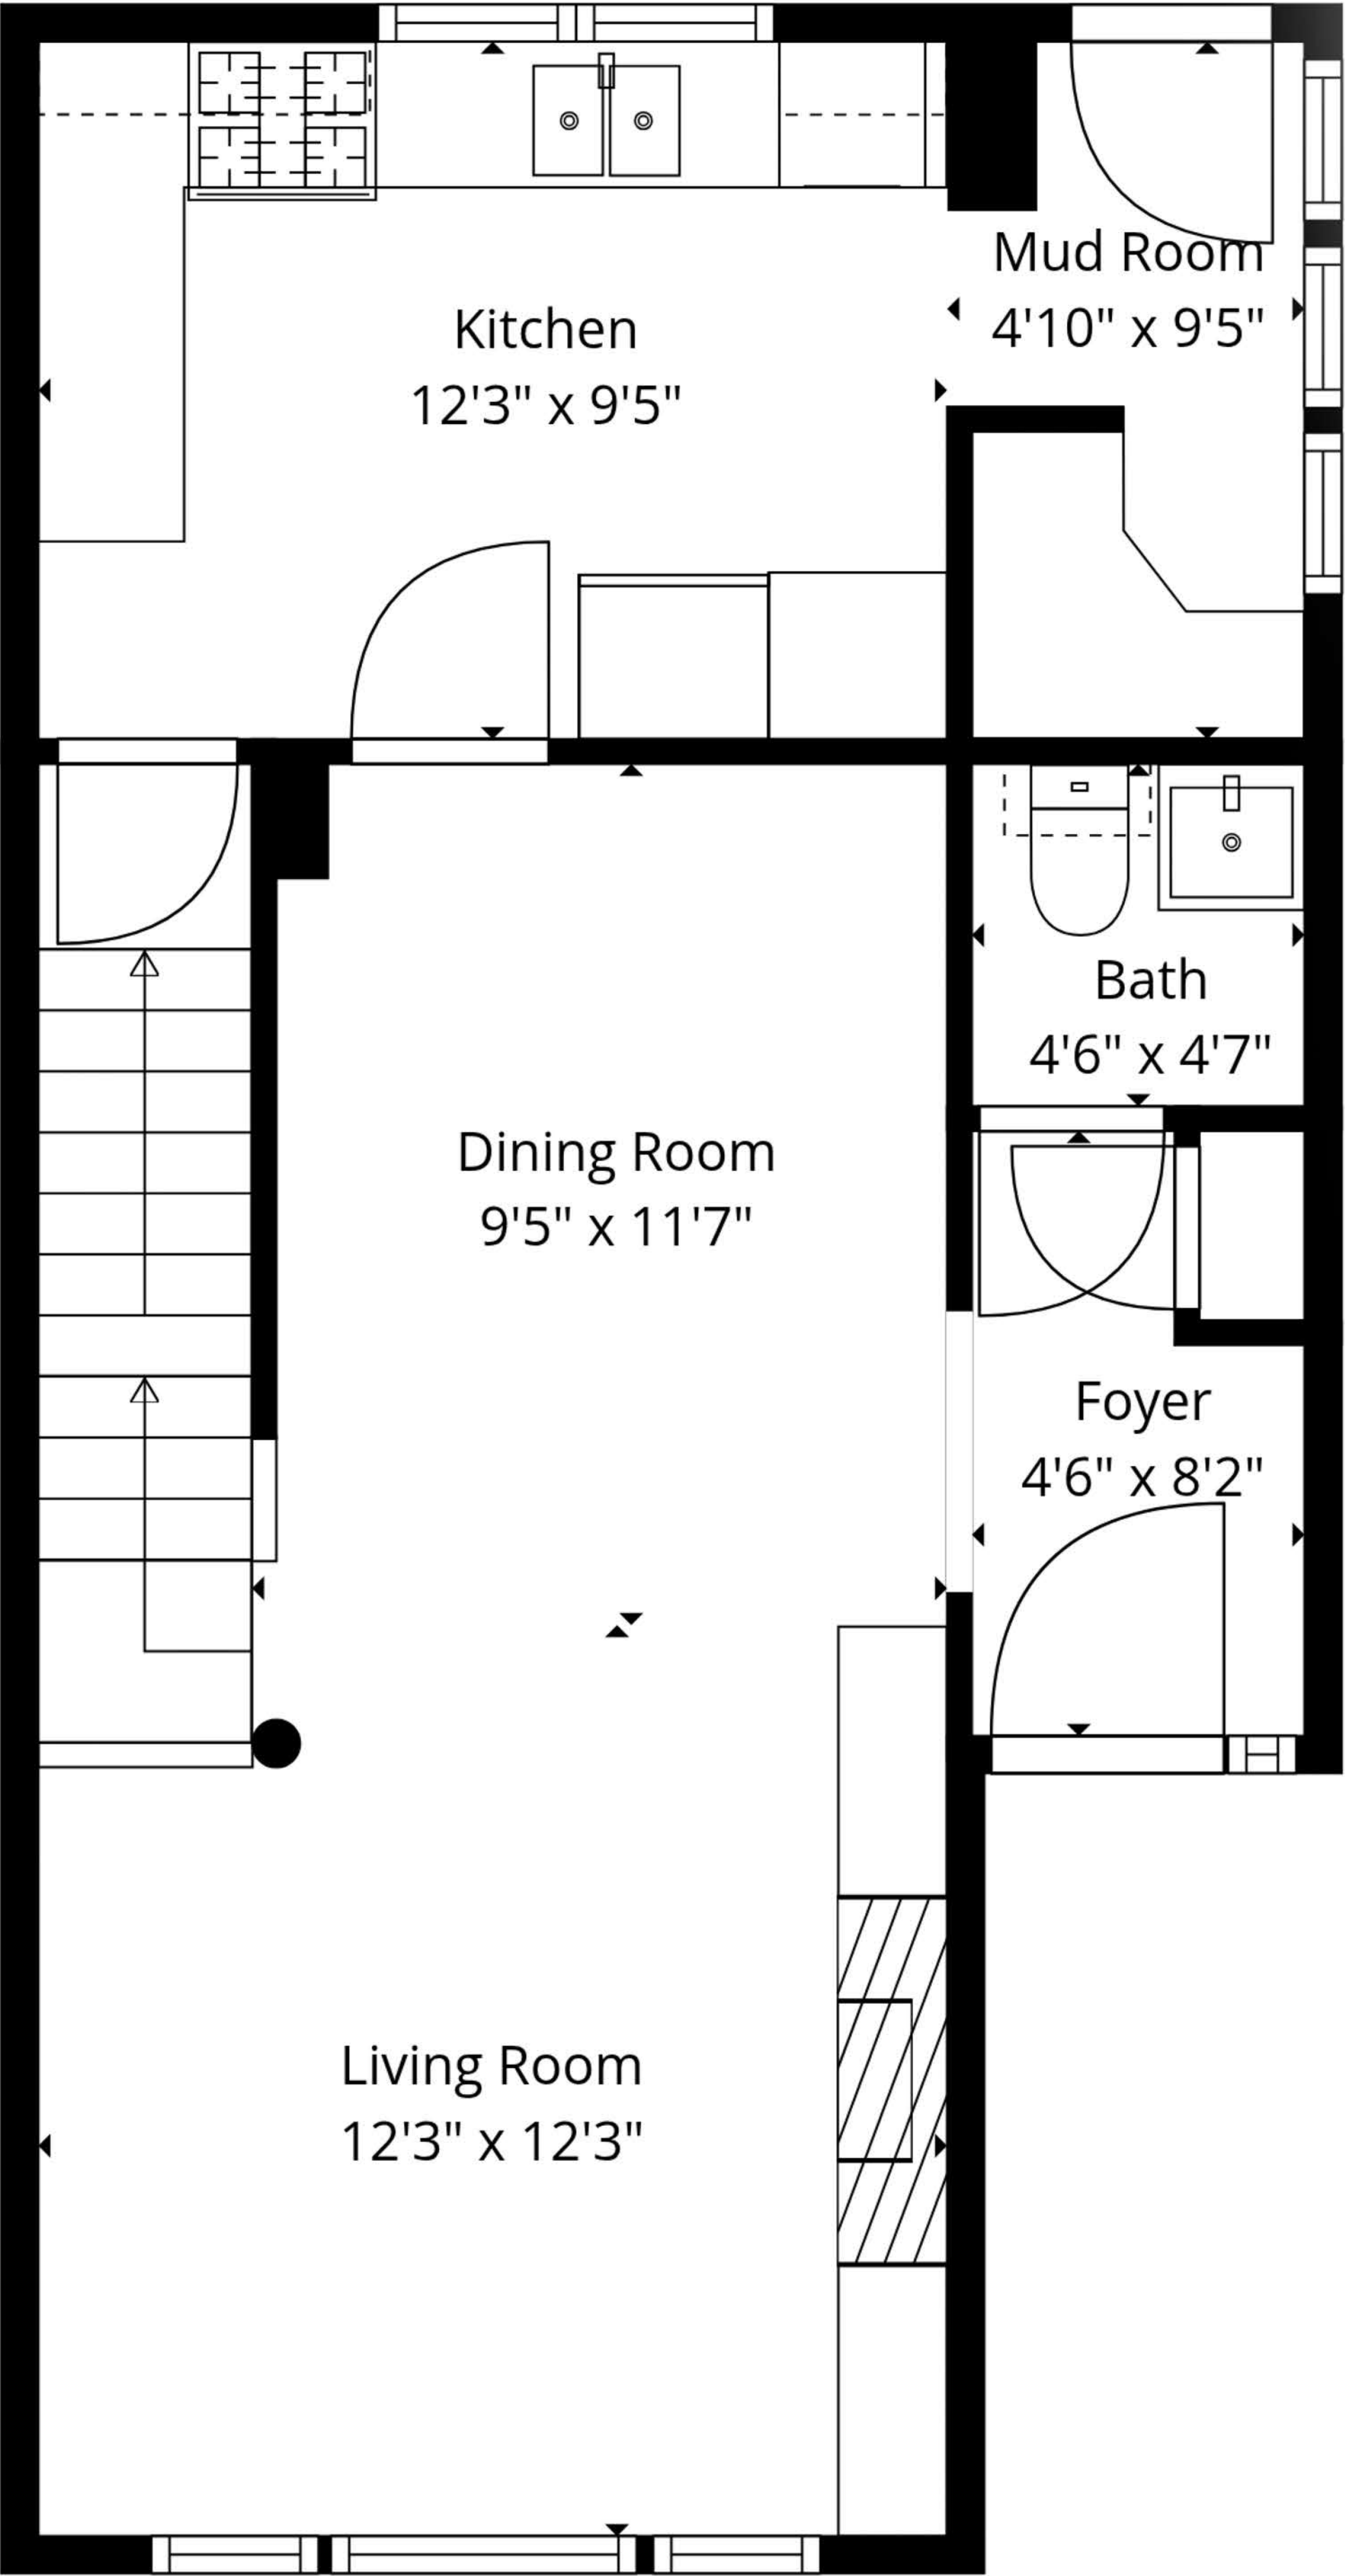 Mud Room
4'10" x 9'5"
Kitchen
12'3" x 9'5"
Bath
4'6" x 4'7"
Dining Room
9'5" x 11'7"
Foyer
4'6" x 8'2"
Living Room
12'3" x 12'3"